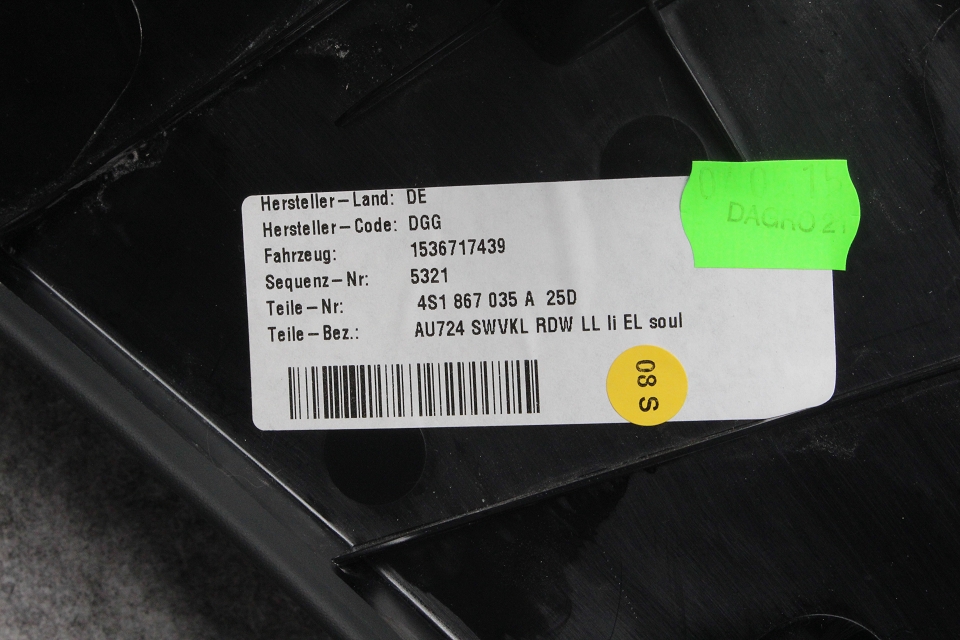 Hersteller-Land: DE
Hersteller-Code: DGG
Fahrzeug: 1536717439
Sequenz-Nr: 5321
Teile-Nr: 4S1 867 035 A 25D
Teile-Bez.: AU724 SWVKL RDW LL li EL soul
DAGRO 21
08 S